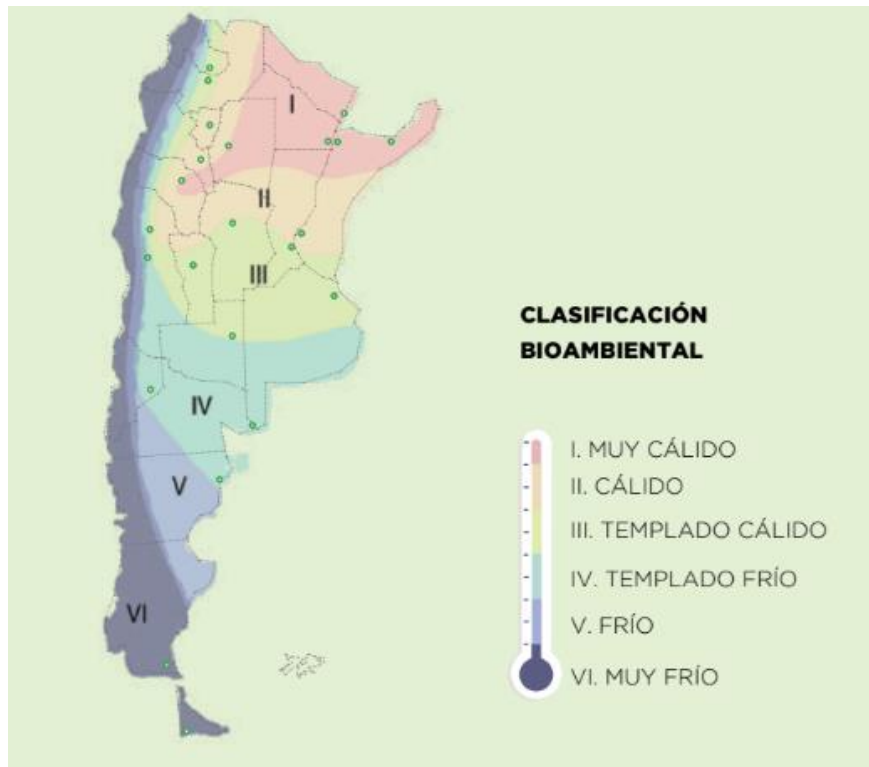 I
II
III
IV
V
VI
CLASIFICACIÓN
BIOAMBIENTAL
I. MUY CÁLIDO
II. CÁLIDO
III. TEMPLADO CÁLIDO
IV. TEMPLADO FRÍO
V. FRÍO
VI. MUY FRÍO